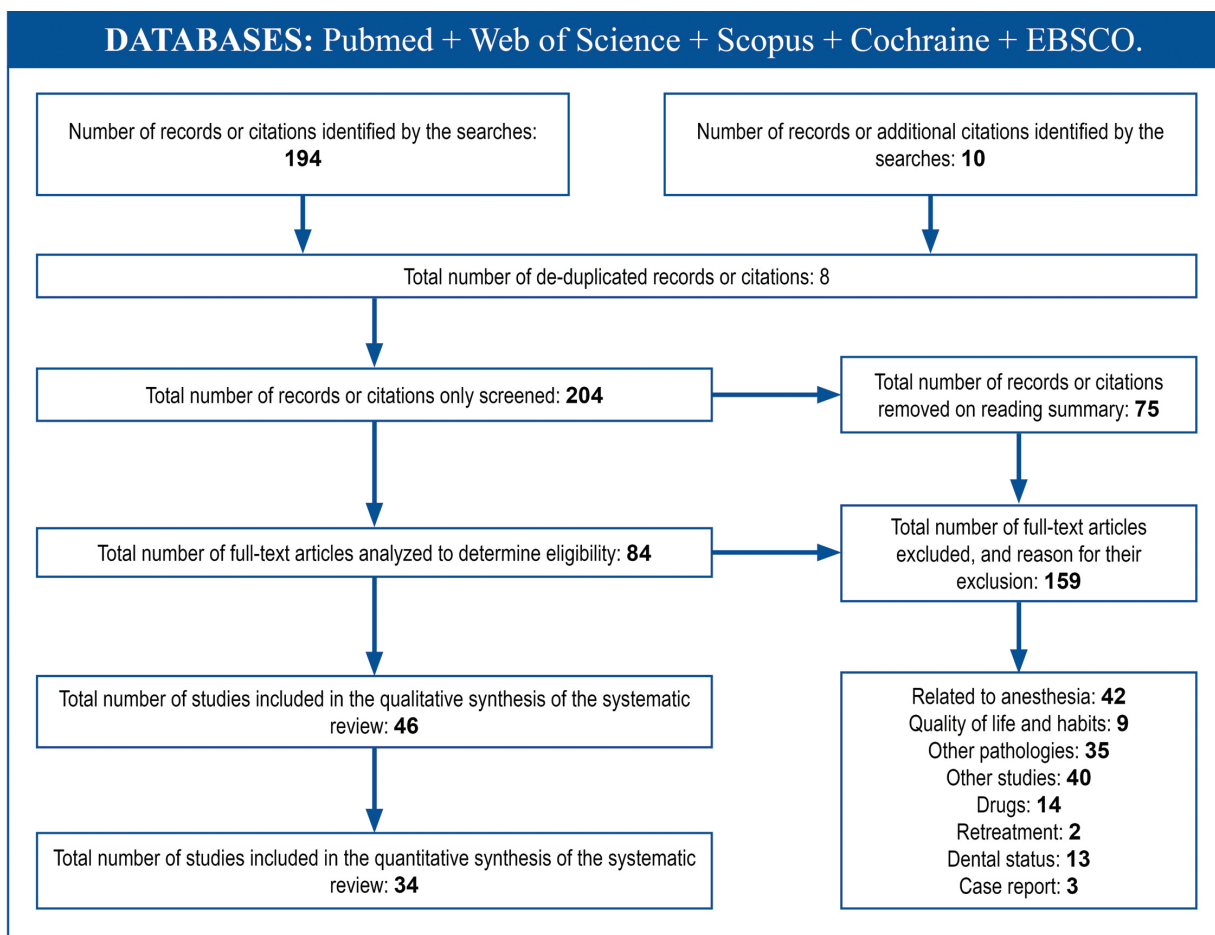 DATABASES: Pubmed + Web of Science + Scopus + Cochraine + EBSCO.
Number of records or citations identified by the searches:
194
Number of records or additional citations identified by the
searches: 10
Total number of de-duplicated records or citations: 8
Total number of records or citations only screened: 204
Total number of records or citations
removed on reading summary: 75
Total number of full-text articles analyzed to determine eligibility: 84
Total number of full-text articles
excluded, and reason for their
exclusion: 159
Total number of studies included in the qualitative synthesis of the systematic
review: 46
Related to anesthesia: 42
Quality of life and habits: 9
Other pathologies: 35
Other studies: 40
Drugs: 14
Retreatment: 2
Dental status: 13
Case report: 3
Total number of studies included in the quantitative synthesis of the systematic
review: 34